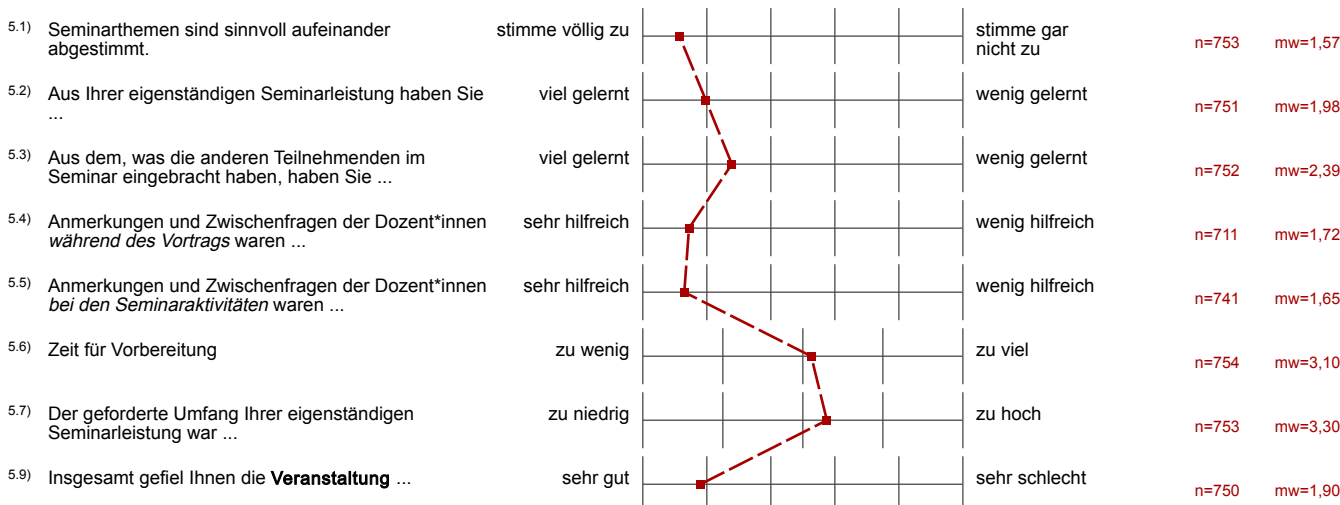 5.1) Seminarthemen sind sinnvoll aufeinander abgestimmt. stimme völlig zu stimme gar nicht zu n=753 mw=1,57
5.2) Aus Ihrer eigenständigen Seminarleistung haben Sie ... viel gelernt wenig gelernt n=751 mw=1,98
5.3) Aus dem, was die anderen Teilnehmenden im Seminar eingebracht haben, haben Sie ... viel gelernt wenig gelernt n=752 mw=2,39
5.4) Anmerkungen und Zwischenfragen der Dozent*innen während des Vortrags waren ... sehr hilfreich wenig hilfreich n=711 mw=1,72
5.5) Anmerkungen und Zwischenfragen der Dozent*innen bei den Seminaraktivitäten waren ... sehr hilfreich wenig hilfreich n=741 mw=1,65
5.6) Zeit für Vorbereitung zu wenig zu viel n=754 mw=3,10
5.7) Der geforderte Umfang Ihrer eigenständigen Seminarleistung war ... zu niedrig zu hoch n=753 mw=3,30
5.9) Insgesamt gefiel Ihnen die Veranstaltung ... sehr gut sehr schlecht n=750 mw=1,90